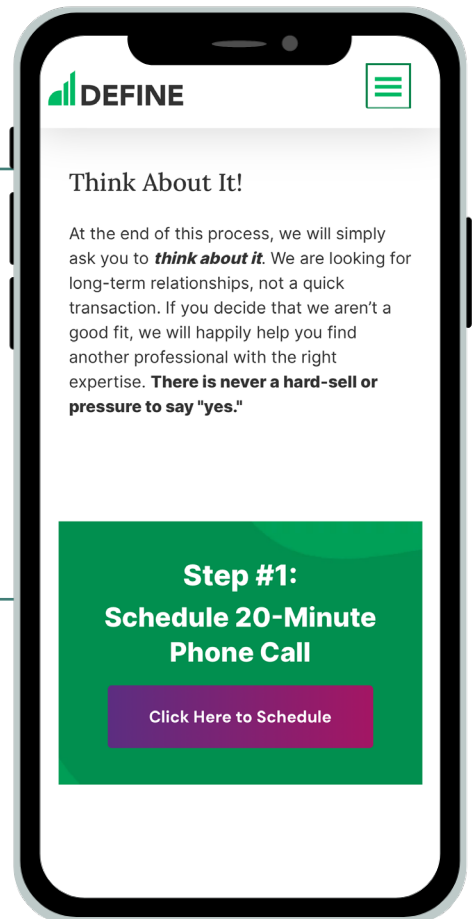 DEFINE
Think About It!
At the end of this process, we will simply
ask you to think about it. We are looking for
long-term relationships, not a quick
transaction. If you decide that we aren’t a
good fit, we will happily help you find
another professional with the right
expertise. There is never a hard-sell or
pressure to say "yes."
Step #1:
Schedule 20-Minute
Phone Call
Click Here to Schedule